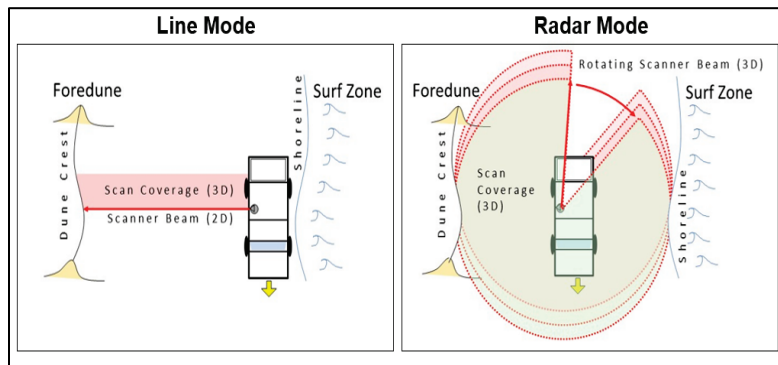 Line Mode
Foredune
Shoreline
Surf Zone
Dune Crest
Scan Coverage (3D)
Scanner Beam (2D)
Radar Mode
Rotating Scanner Beam (3D)
Foredune
Surf Zone
Dune Crest
Scan
Coverage
(3D)
Shoreline